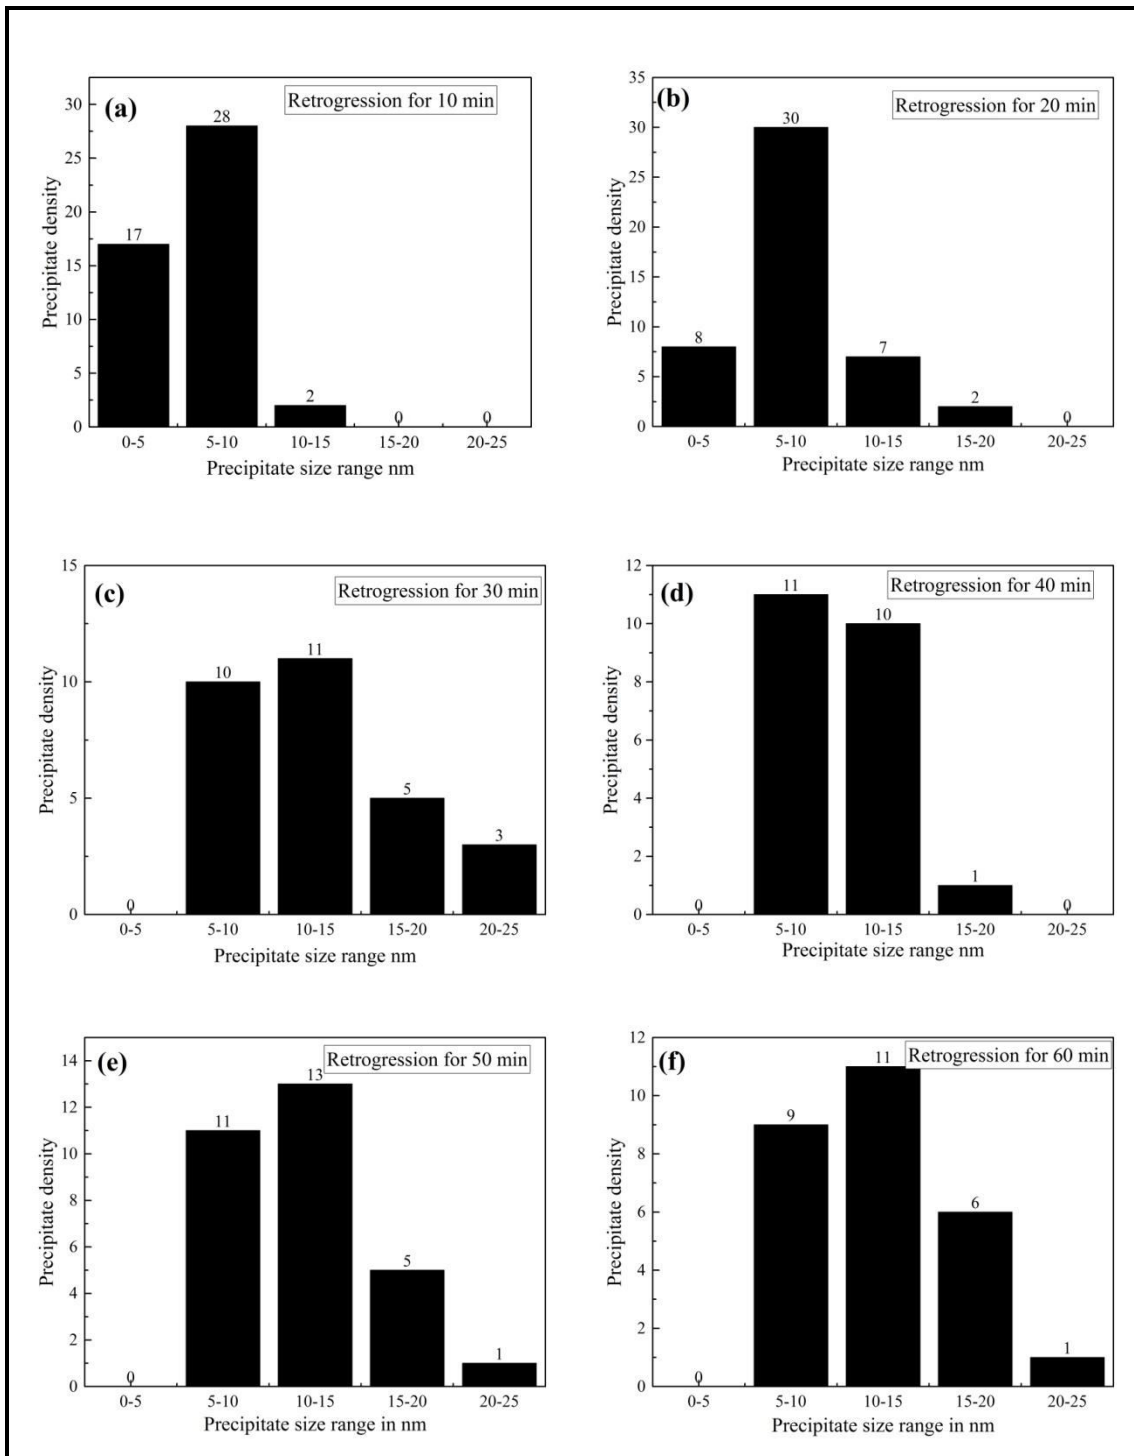 (a)
Retrogression for 10 min
Precipitate density
30
25
20
15
10
5
0
17
28
2
0
0
0-5 5-10 10-15 15-20 20-25
Precipitate size range nm
(b)
Retrogression for 20 min
Precipitate density
35
30
25
20
15
10
5
0
8
30
7
2
0
0-5 5-10 10-15 15-20 20-25
Precipitate size range nm
(c)
Retrogression for 30 min
Precipitate density
15
10
5
0
0
10
11
5
3
0-5 5-10 10-15 15-20 20-25
Precipitate size range nm
(d)
Retrogression for 40 min
Precipitate density
12
10
8
6
4
2
0
0
11
10
1
0
0-5 5-10 10-15 15-20 20-25
Precipitate size range nm
(e)
Retrogression for 50 min
Precipitate density
14
12
10
8
6
4
2
0
0
11
13
5
1
0-5 5-10 10-15 15-20 20-25
Precipitate size range in nm
(f)
Retrogression for 60 min
Precipitate density
12
10
8
6
4
2
0
0
9
11
6
1
0-5 5-10 10-15 15-20 20-25
Precipitate size range in nm